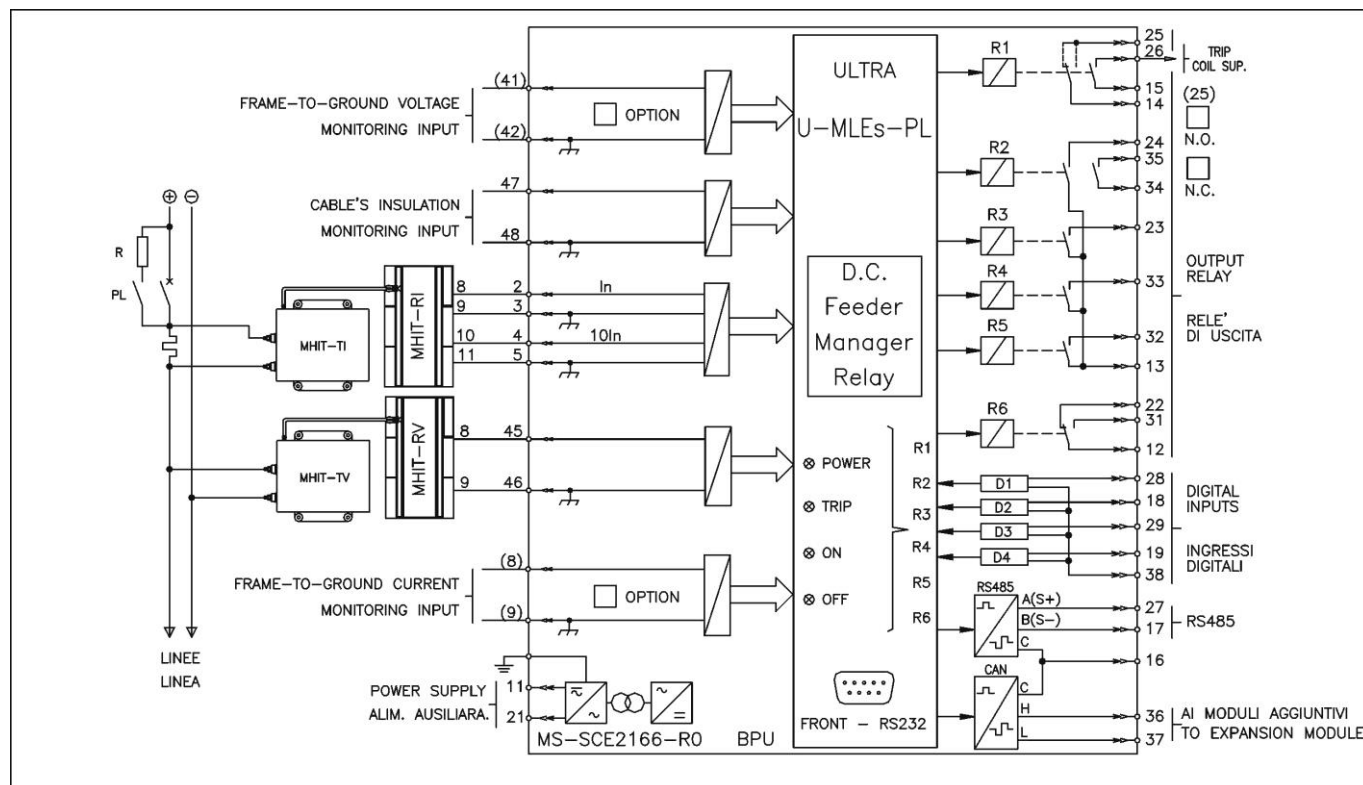 (41)
FRAME-TO-GROUND VOLTAGE
MONITORING INPUT
(42)
OPTION
47
CABLE'S INSULATION
MONITORING INPUT
48
+
−
R
PL
MHIT-TI
MHIT-RI
8 2 In
9 3
10 4 10In
11 5
MHIT-TV
MHIT-RV
8 45
9 46
(8)
FRAME-TO-GROUND CURRENT
MONITORING INPUT
(9)
OPTION
LINEE
LINEA
POWER SUPPLY
ALIM. AUSILIARA.
11
21
MS-SCE2166-R0 BPU
ULTRA
U-MLEs-PL
D.C.
Feeder
Manager
Relay
POWER
TRIP
ON
OFF
R1
R2
R3
R4
R5
R6
FRONT - RS232
R1
R2
R3
R4
R5
R6
D1
D2
D3
D4
RS485
A(S+)
B(S-)
C
CAN
C
H
L
25
26
TRIP
COIL SUP.
15
14
(25)
N.O.
N.C.
24
35
34
23
33
32
13
OUTPUT
RELAY
RELE'
DI USCITA
22
31
12
28
18
29
19
38
DIGITAL
INPUTS
INGRESSI
DIGITALI
27
17
RS485
16
36
37
AI MODULI AGGIUNTIVI
TO EXPANSION MODULE